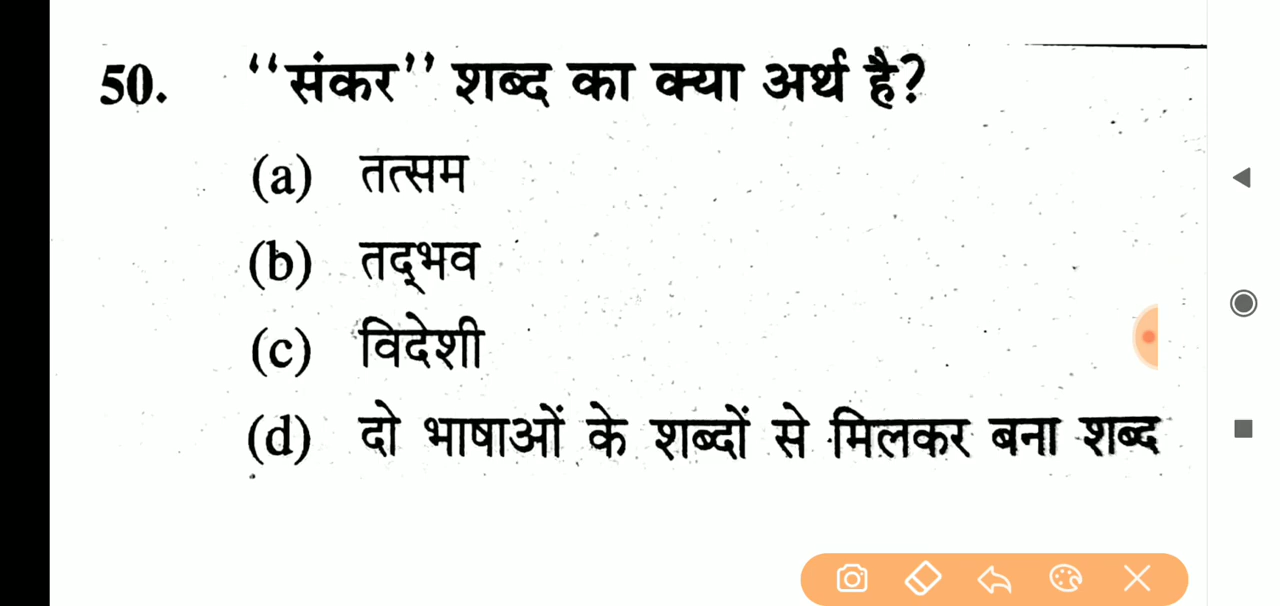 50. “संकर” शब्द का क्या अर्थ है?
(a) तत्सम
(b) तद्भव
(c) विदेशी
(d) दो भाषाओं के शब्दों से मिलकर बना शब्द